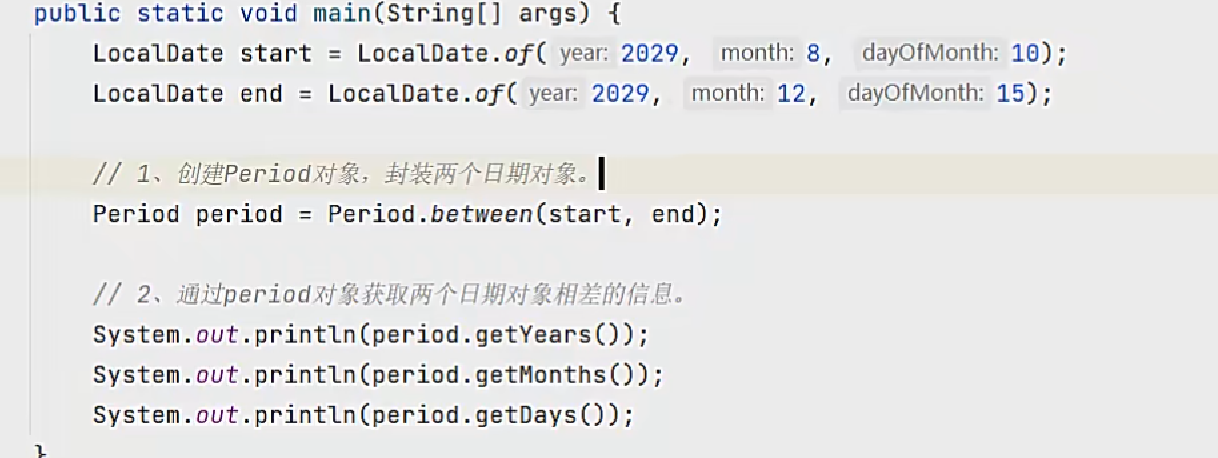 public static void main(String[] args) {
LocalDate start = LocalDate.of( year: 2029, month: 8, dayOfMonth: 10);
LocalDate end = LocalDate.of( year: 2029, month: 12, dayOfMonth: 15);
// 1、创建Period对象，封装两个日期对象。
Period period = Period.between(start, end);
// 2、通过period对象获取两个日期对象相差的信息。
System.out.println(period.getYears());
System.out.println(period.getMonths());
System.out.println(period.getDays());
}